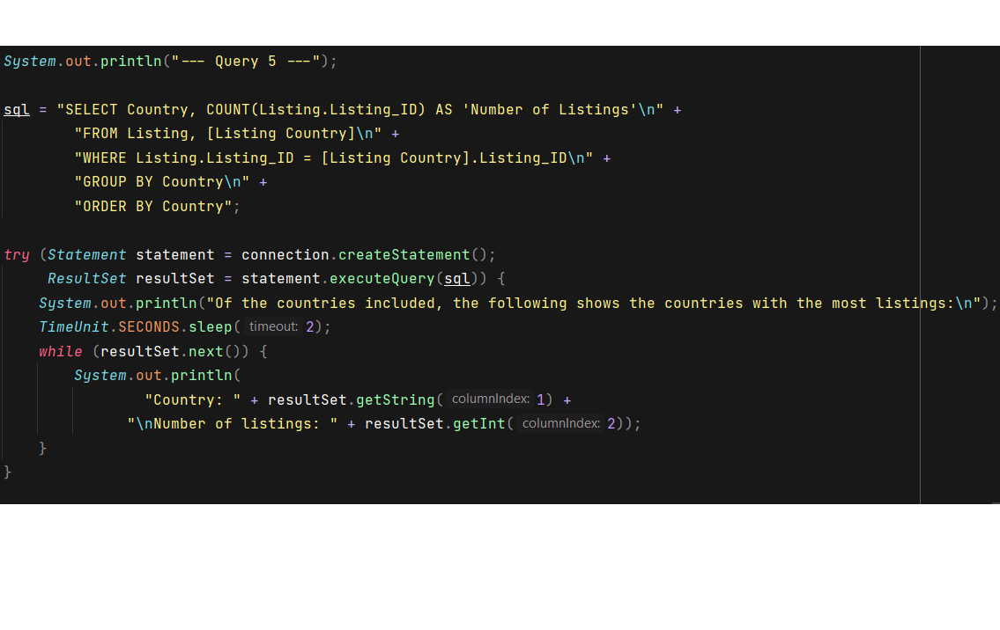 System.out.println("--- Query 5 ---");
sql = "SELECT Country, COUNT(Listing.Listing_ID) AS 'Number of Listings'\n" +
"FROM Listing, [Listing Country]\n" +
"WHERE Listing.Listing_ID = [Listing Country].Listing_ID\n" +
"GROUP BY Country\n" +
"ORDER BY Country";
try (Statement statement = connection.createStatement();
ResultSet resultSet = statement.executeQuery(sql)) {
System.out.println("Of the countries included, the following shows the countries with the most listings:\n");
TimeUnit.SECONDS.sleep( timeout: 2);
while (resultSet.next()) {
System.out.println(
"Country: " + resultSet.getString( columnIndex: 1) +
"\nNumber of listings: " + resultSet.getInt( columnIndex: 2));
}
}